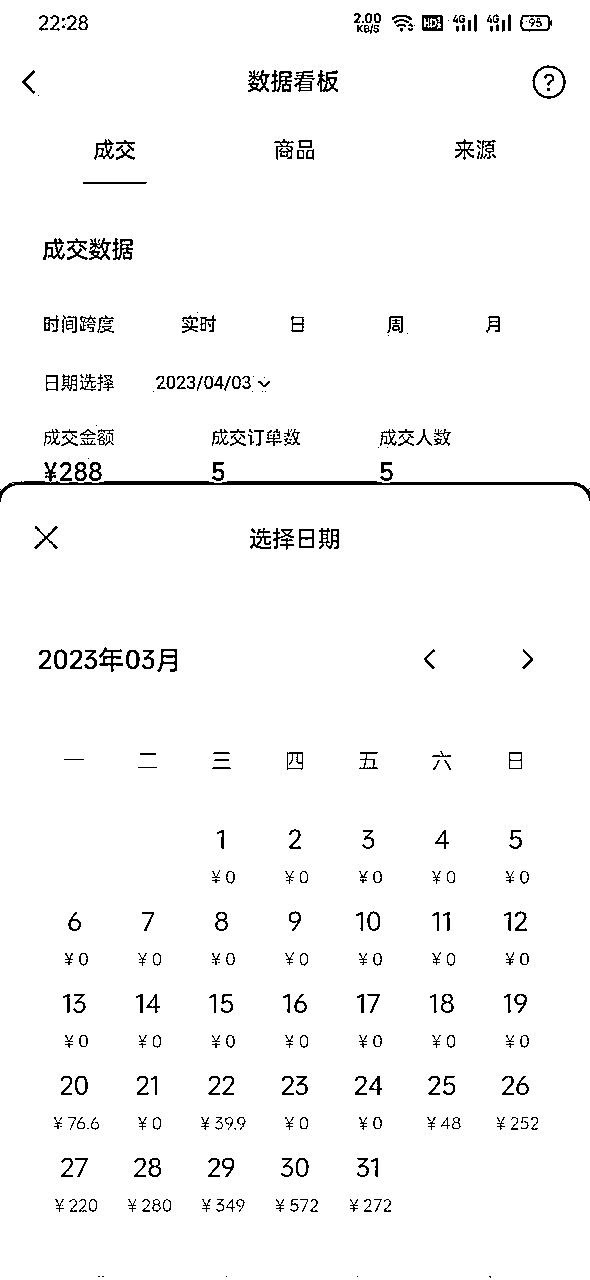 22:28 2.00 KB/S HD 4G 4G 95
数据看板 ?
成交 商品 来源
成交数据
时间跨度 实时 日 周 月
日期选择 2023/04/03
成交金额 成交订单数 成交人数
¥288 5 5
选择日期
2023年03月
一 二 三 四 五 六 日
1 2 3 4 5
¥0 ¥0 ¥0 ¥0 ¥0
6 7 8 9 10 11 12
¥0 ¥0 ¥0 ¥0 ¥0 ¥0 ¥0
13 14 15 16 17 18 19
¥0 ¥0 ¥0 ¥0 ¥0 ¥0 ¥0
20 21 22 23 24 25 26
¥76.6 ¥0 ¥39.9 ¥0 ¥0 ¥48 ¥252
27 28 29 30 31
¥220 ¥280 ¥349 ¥572 ¥272